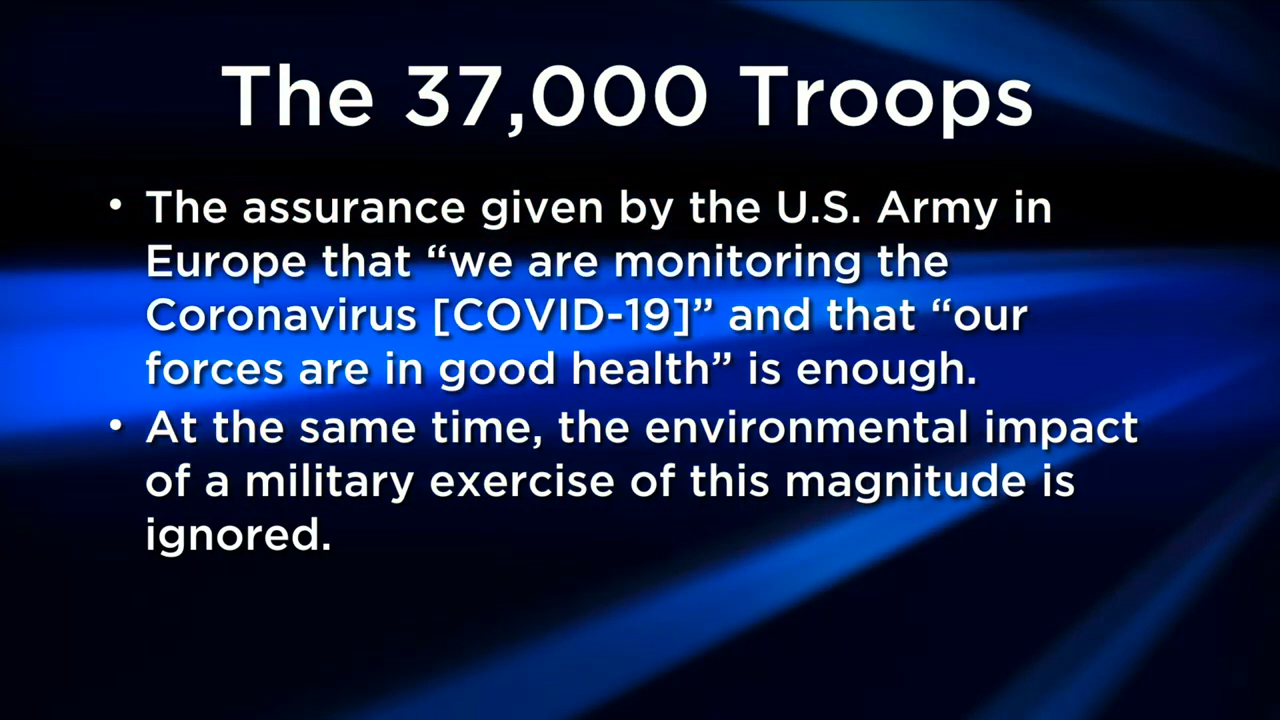 The 37,000 Troops
• The assurance given by the U.S. Army in
Europe that “we are monitoring the
Coronavirus [COVID-19]” and that “our
forces are in good health” is enough.
• At the same time, the environmental impact
of a military exercise of this magnitude is
ignored.